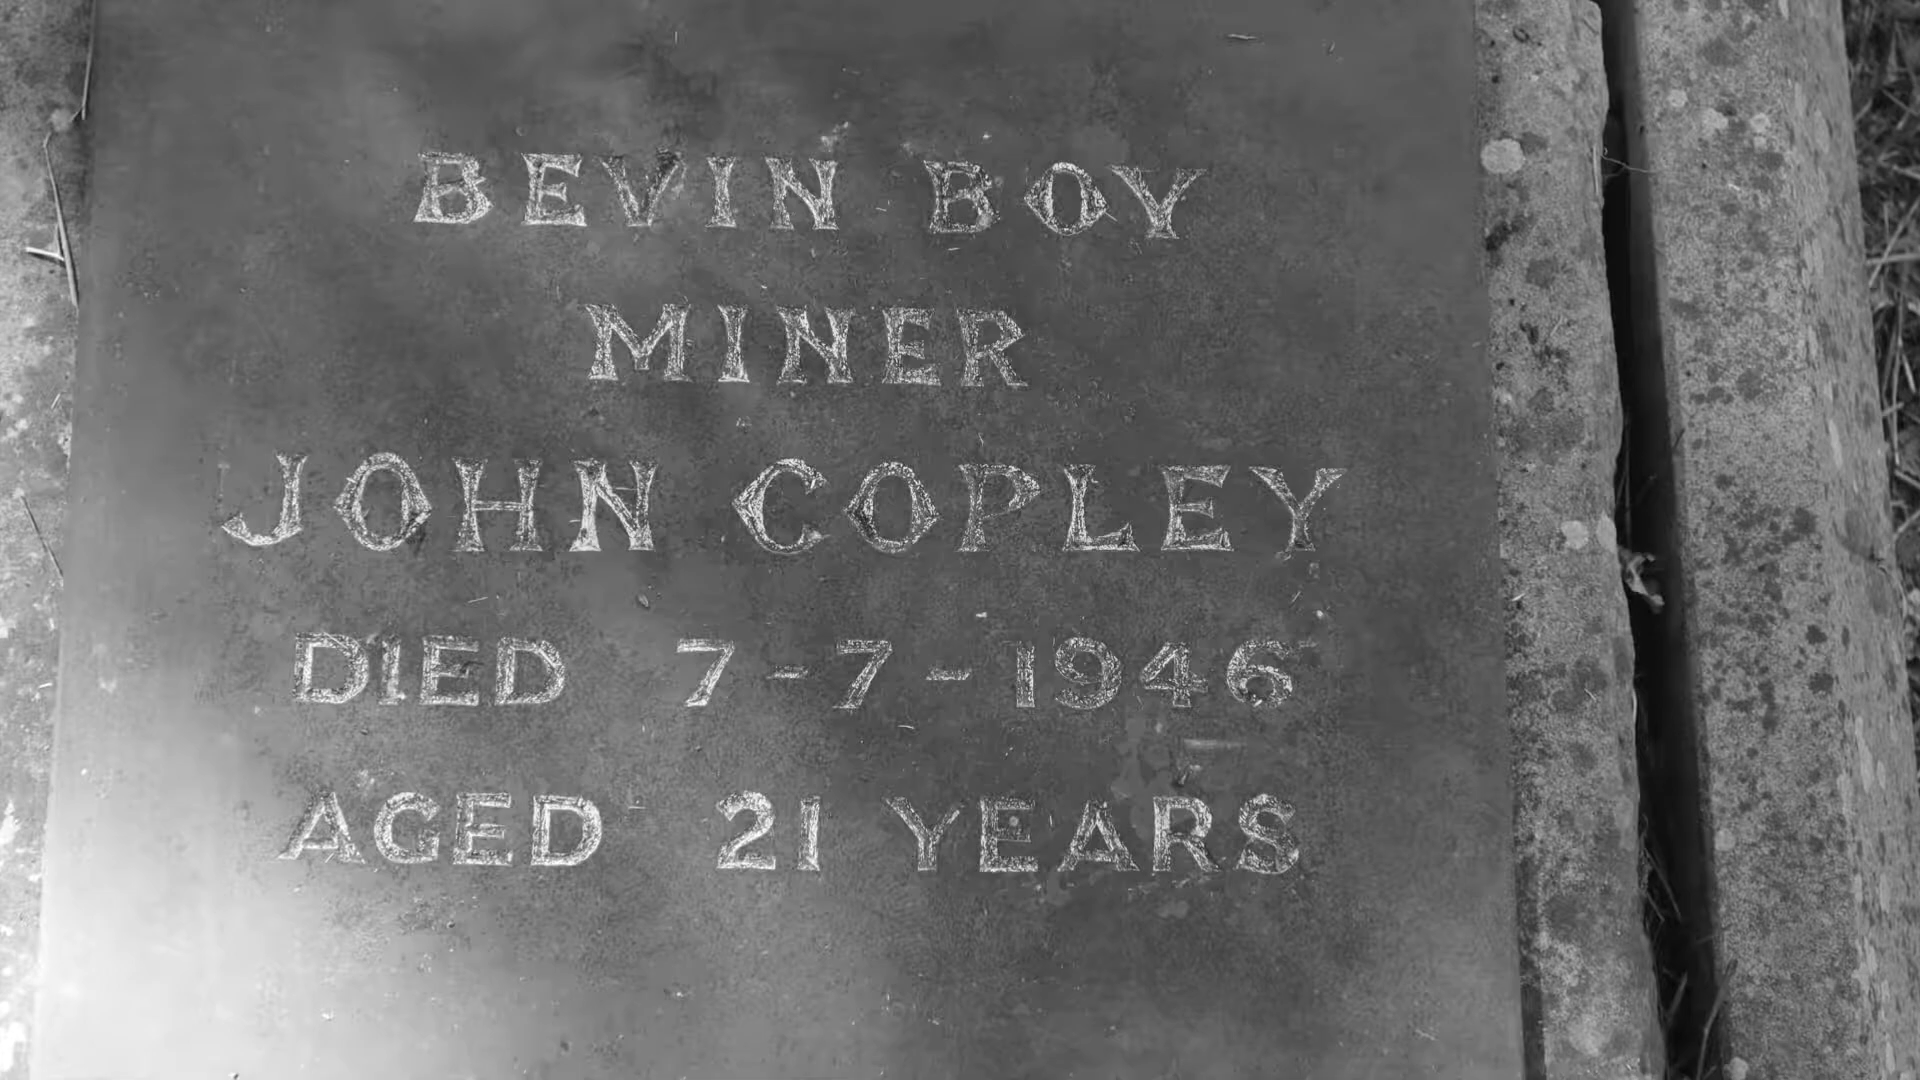 BEVIN BOY
MINER
JOHN COPLEY
DIED 7-7-1946
AGED 21 YEARS